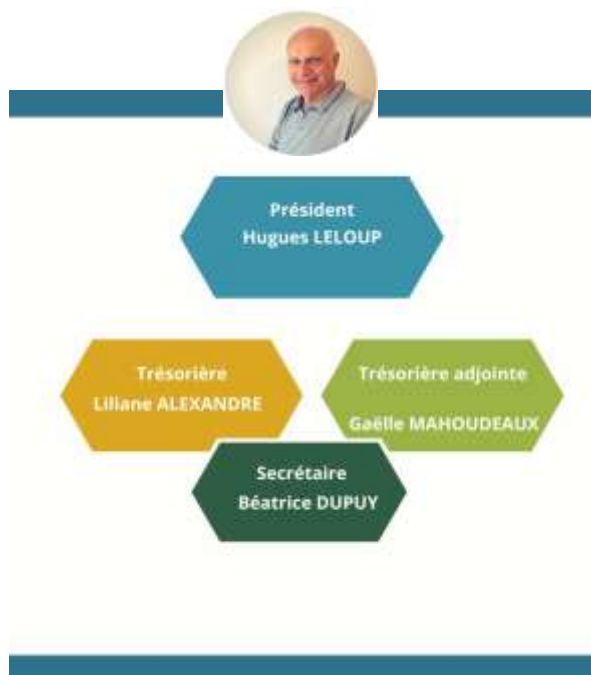 Président
Hugues LELOUP
Trésorière
Liliane ALEXANDRE
Trésorière adjointe
Gaëlle MAHOUDEAUX
Secrétaire
Béatrice DUPUY